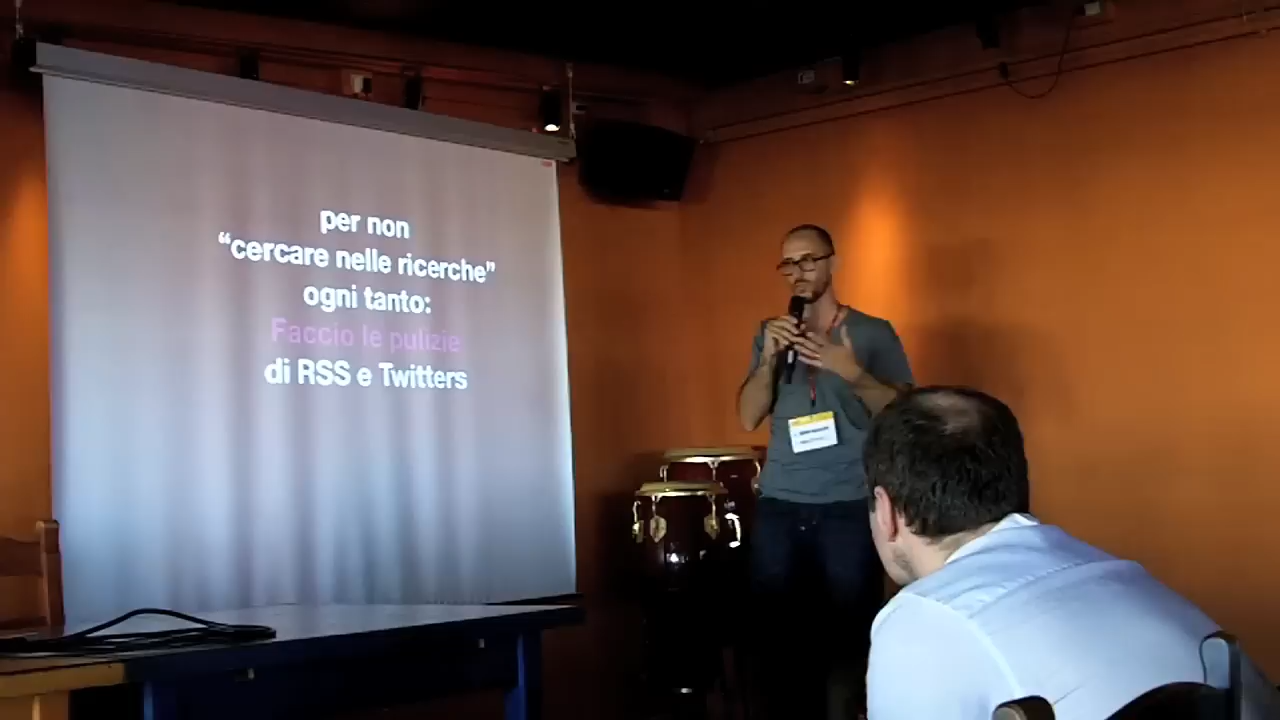 per non
“cercare nelle ricerche”
ogni tanto:
Faccio le pulizie
di RSS e Twitters